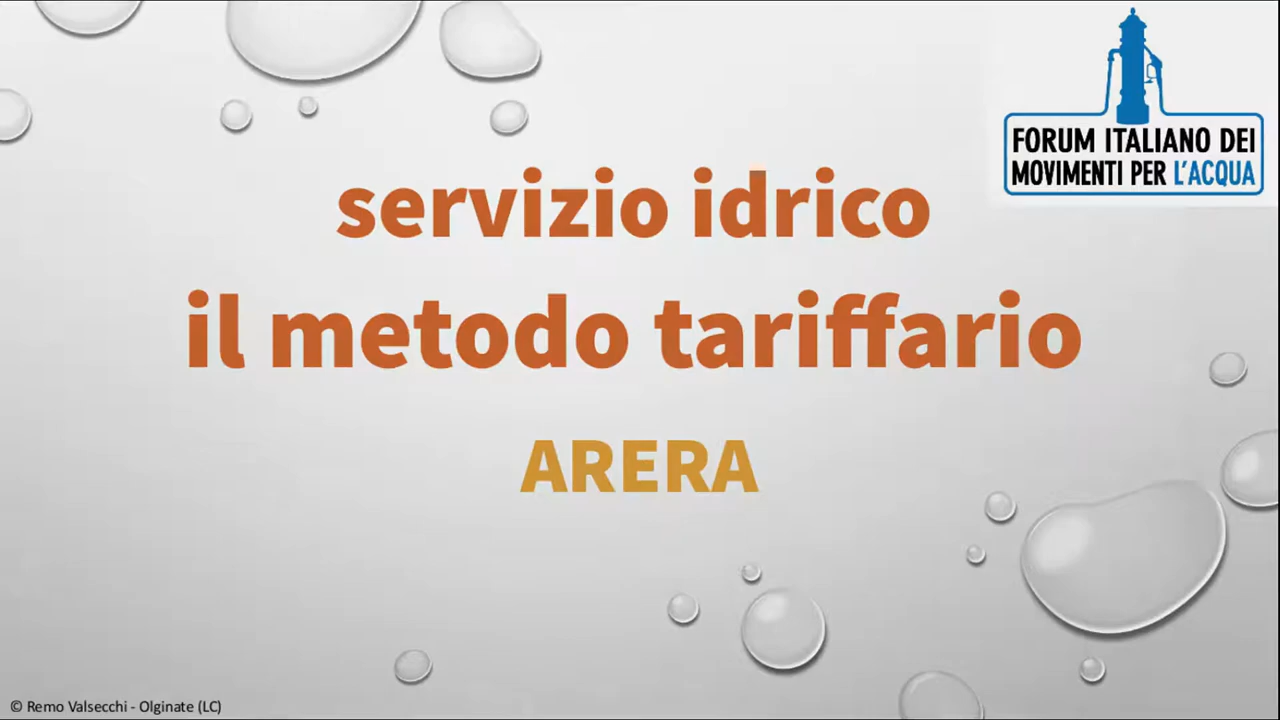 FORUM ITALIANO DEI
MOVIMENTI PER L'ACQUA
servizio idrico
il metodo tariffario
ARERA
© Remo Valsecchi - Olginate (LC)